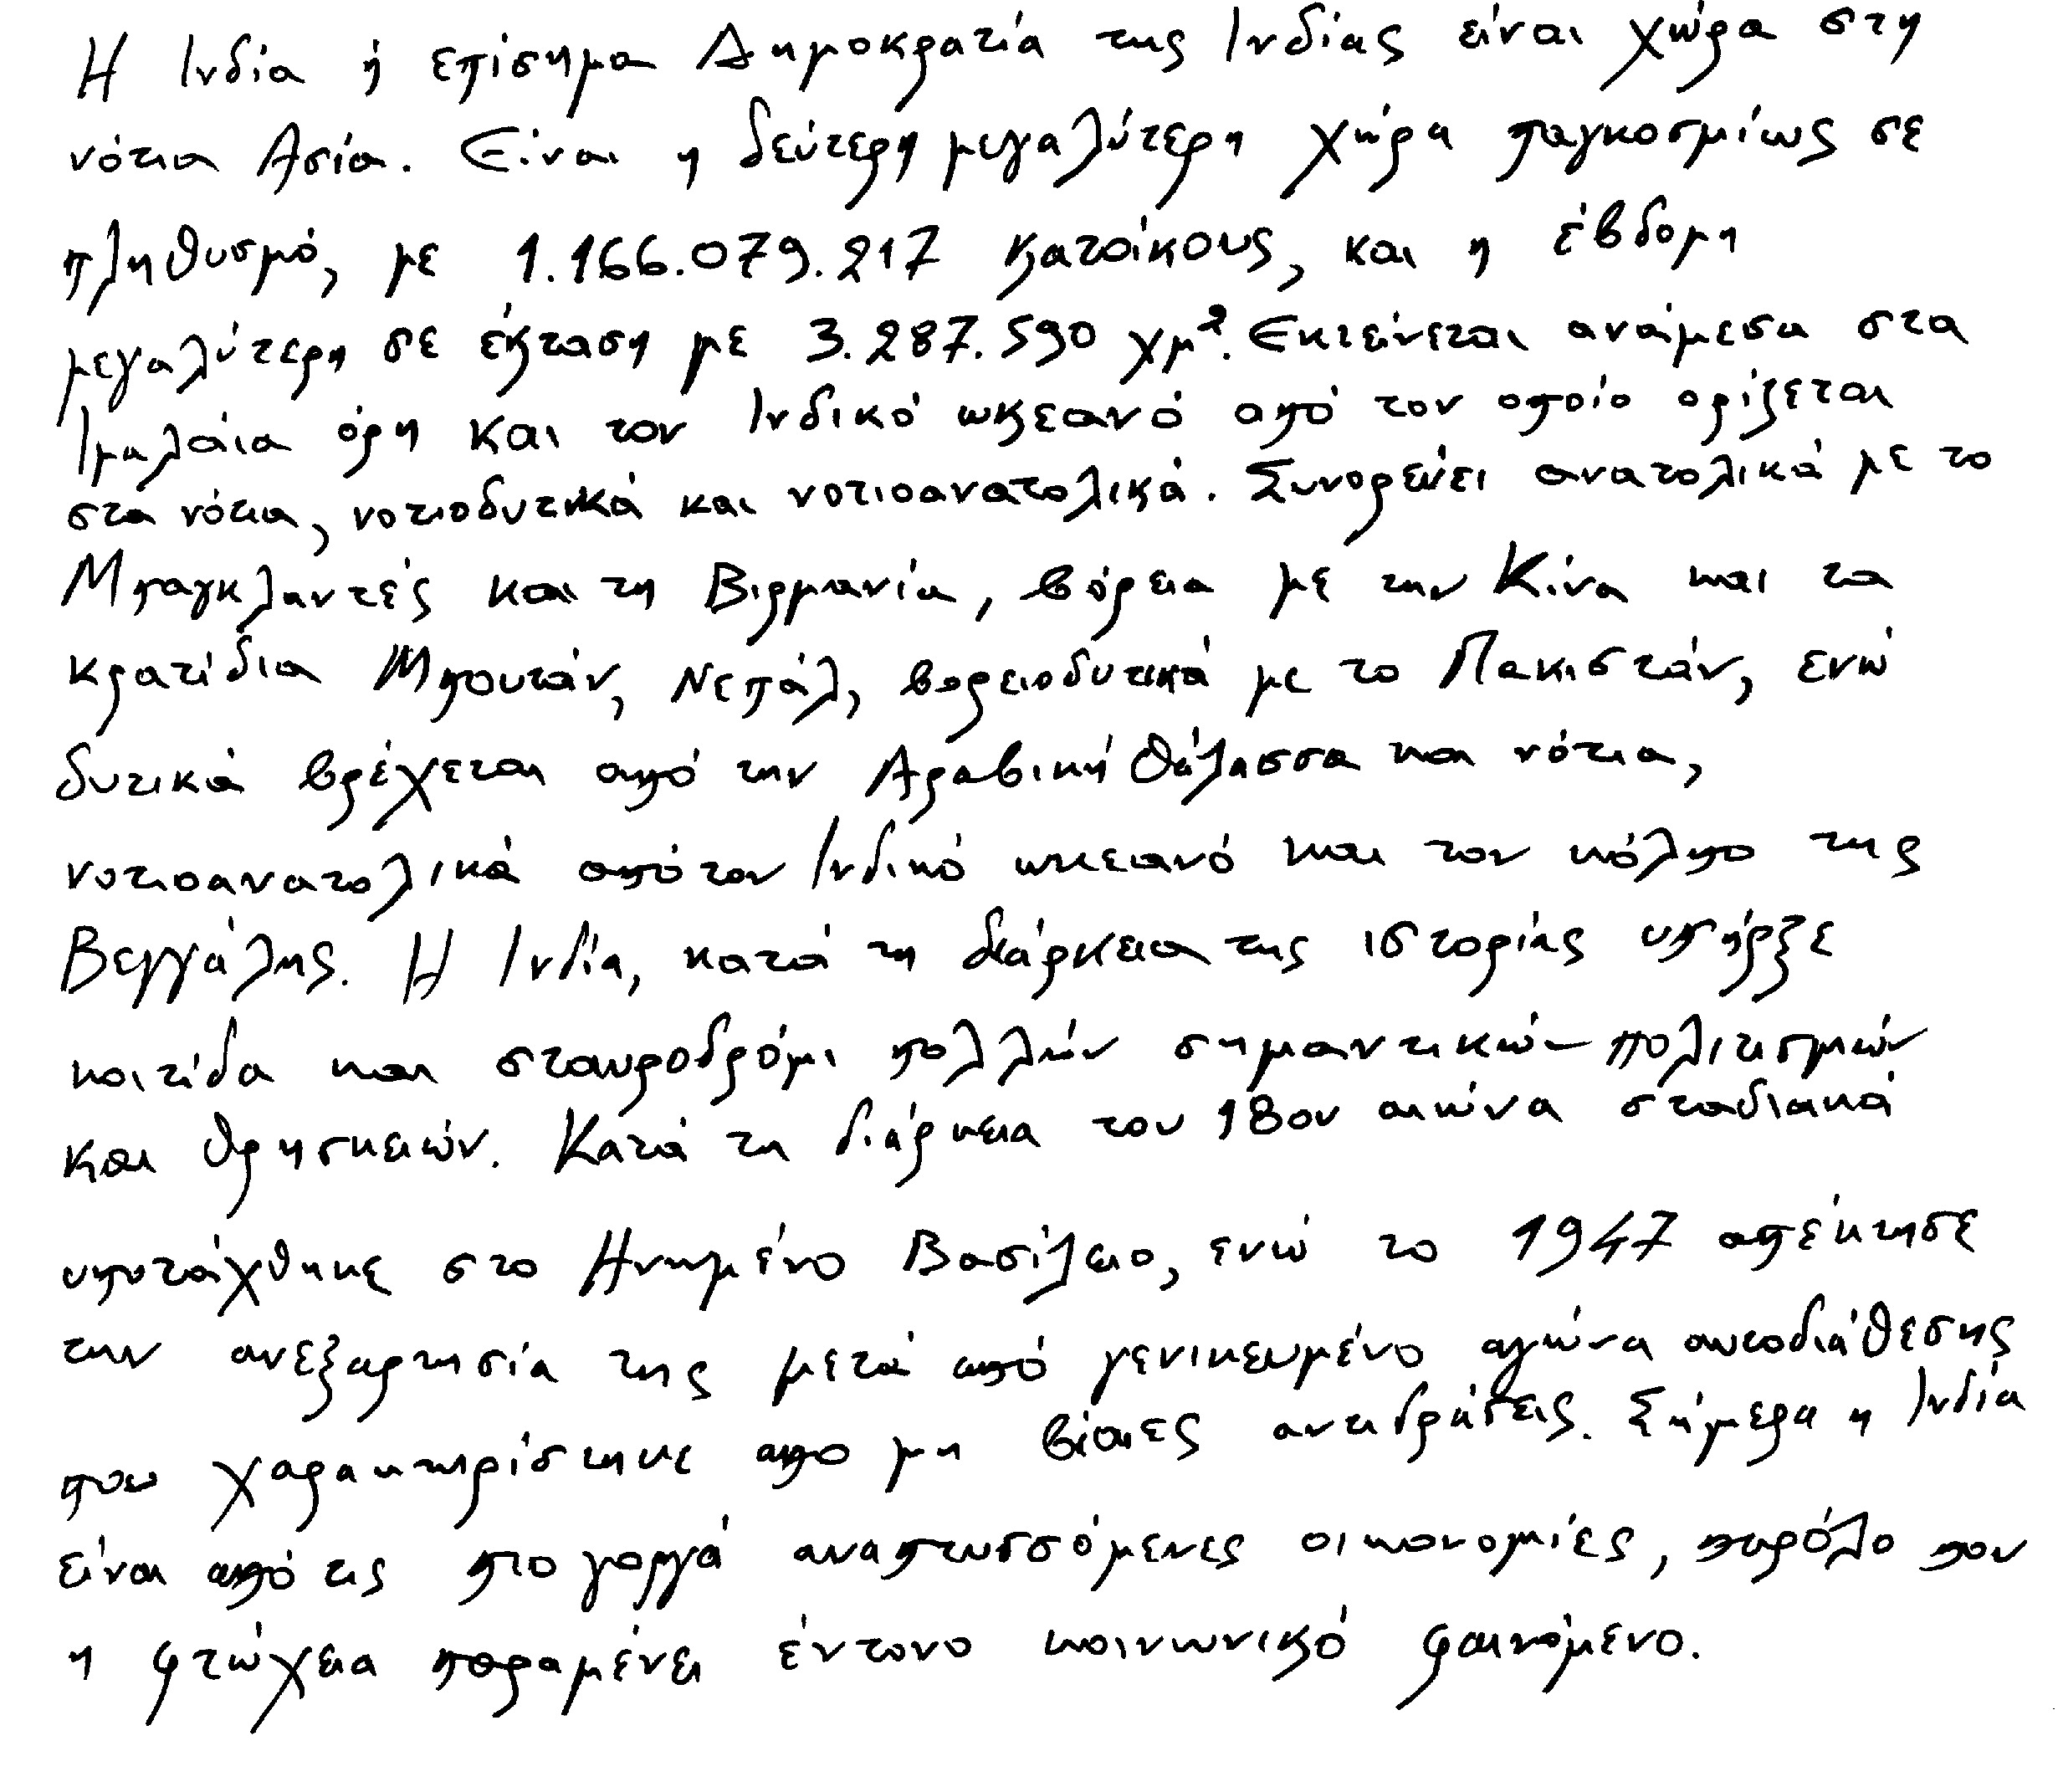 Η Ινδία ή επίσημα Δημοκρατία της Ινδίας είναι χώρα στη
νότια Ασία. Είναι η δεύτερη μεγαλύτερη χώρα παγκοσμίως σε
πληθυσμό, με 1.166.079.217 κατοίκους, και η έβδομη
μεγαλύτερη σε έκταση με 3.287.590 χμ². Εκτείνεται ανάμεσα στα
Ιμαλάια όρη και τον Ινδικό ωκεανό από τον οποίο ορίζεται
στα νότια, νοτιοδυτικά και νοτιοανατολικά. Συνορεύει ανατολικά με το
Μπαγκλαντές και τη Βιρμανία, βόρεια με την Κίνα και τα
κρατίδια Μπουτάν, Νεπάλ, βορειοδυτικά με το Πακιστάν, ενώ
δυτικά βρέχεται από την Αραβική θάλασσα και νότια,
νοτιοανατολικά από τον Ινδικό ωκεανό και τον κόλπο της
Βεγγάλης. Η Ινδία, κατά τη διάρκεια της ιστορίας υπήρξε
κοιτίδα και σταυροδρόμι πολλών σημαντικών πολιτισμών
και θρησκειών. Κατά τη διάρκεια του 18ου αιώνα σταδιακά
υποτάχθηκε στο Ηνωμένο Βασίλειο, ενώ το 1947 απέκτησε
την ανεξαρτησία της μετά από γενικευμένο αγώνα αυτοδιάθεσης
που χαρακτηρίστηκε απο μη βίαιες αντιδράσεις. Σήμερα η Ινδία
είναι από τις πιο γοργά αναπτυσσόμενες οικονομίες, παρόλο που
η φτώχεια παραμένει έντονο κοινωνικό φαινόμενο.